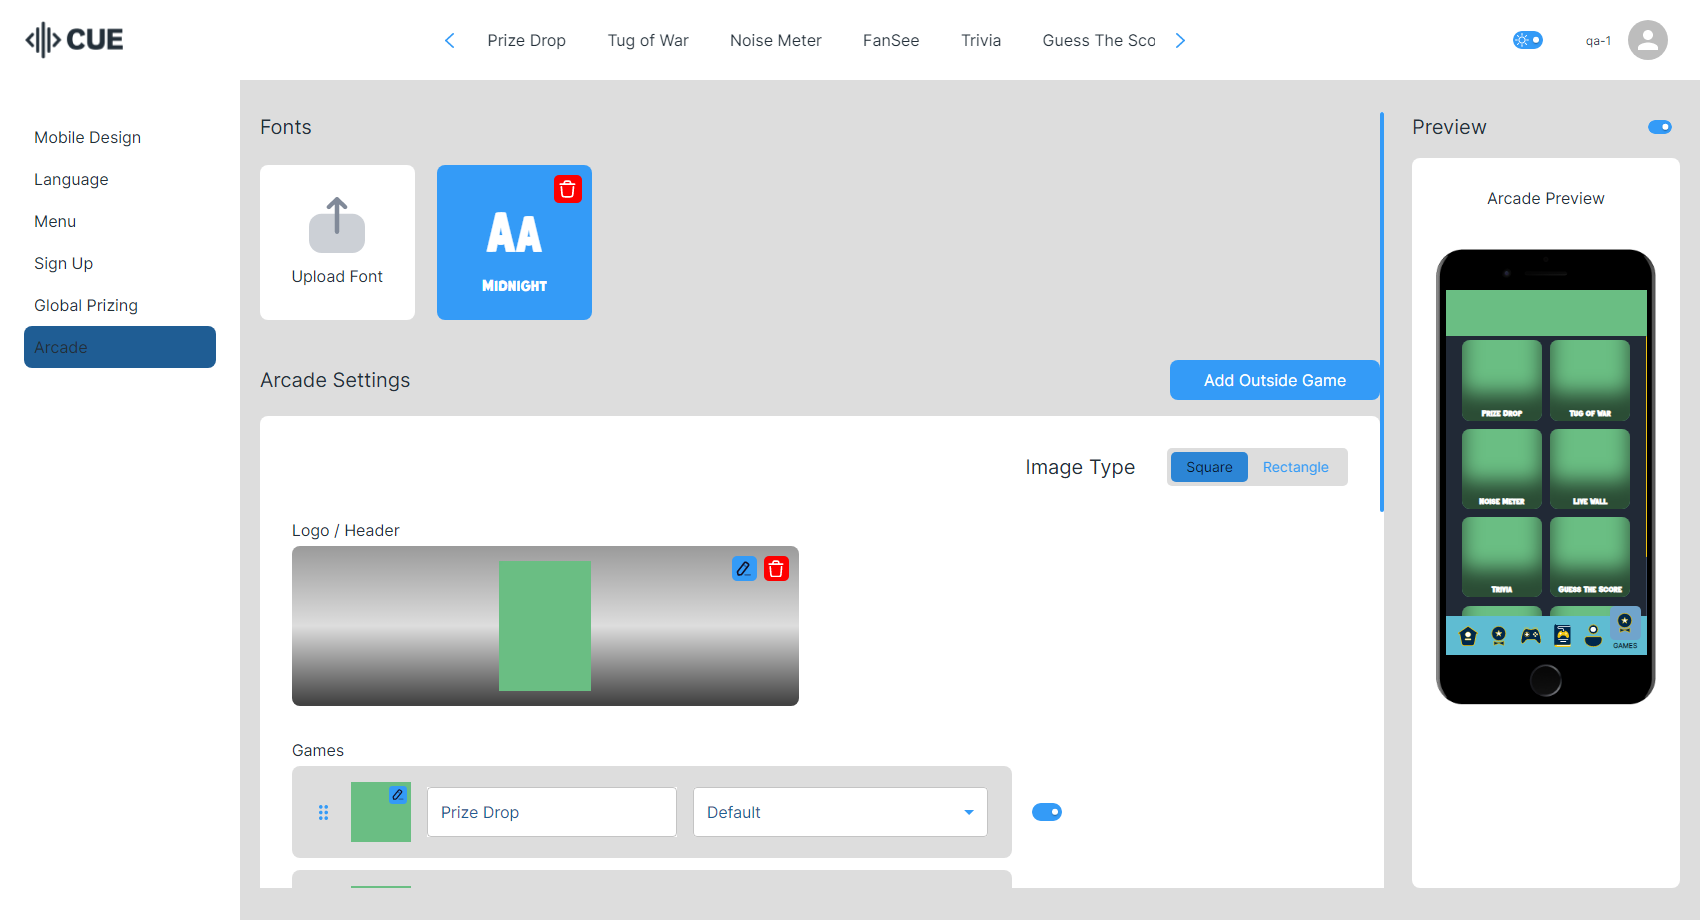 CUE
Prize Drop
Tug of War
Noise Meter
FanSee
Trivia
Guess The Sco
qa-1
Mobile Design
Language
Menu
Sign Up
Global Prizing
Arcade
Fonts
Upload Font
AA
MIDNIGHT
Arcade Settings
Add Outside Game
Image Type
Square
Rectangle
Logo / Header
Games
Prize Drop
Default
Preview
Arcade Preview
PRIZE DROP
TUG OF WAR
NOISE METER
LIVE WALL
TRIVIA
GUESS THE SCORE
GAMES